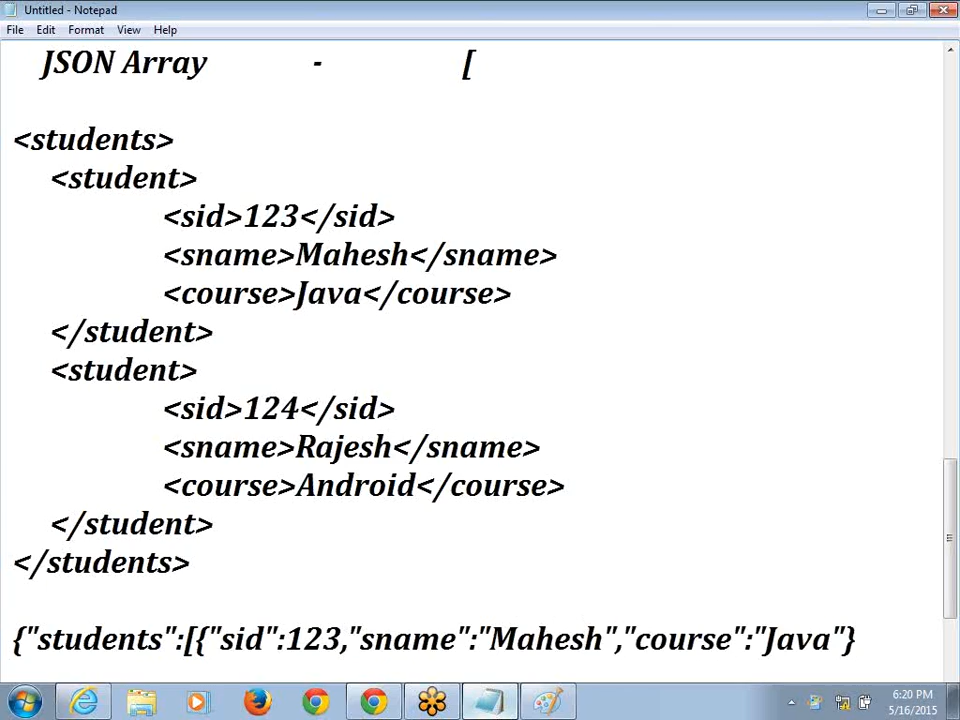 Untitled - Notepad
File Edit Format View Help
JSON Array - [
<students>
<student>
<sid>123</sid>
<sname>Mahesh</sname>
<course>Java</course>
</student>
<student>
<sid>124</sid>
<sname>Rajesh</sname>
<course>Android</course>
</student>
</students>
{"students":[{"sid":123,"sname":"Mahesh","course":"Java"}
6:20 PM
5/16/2015